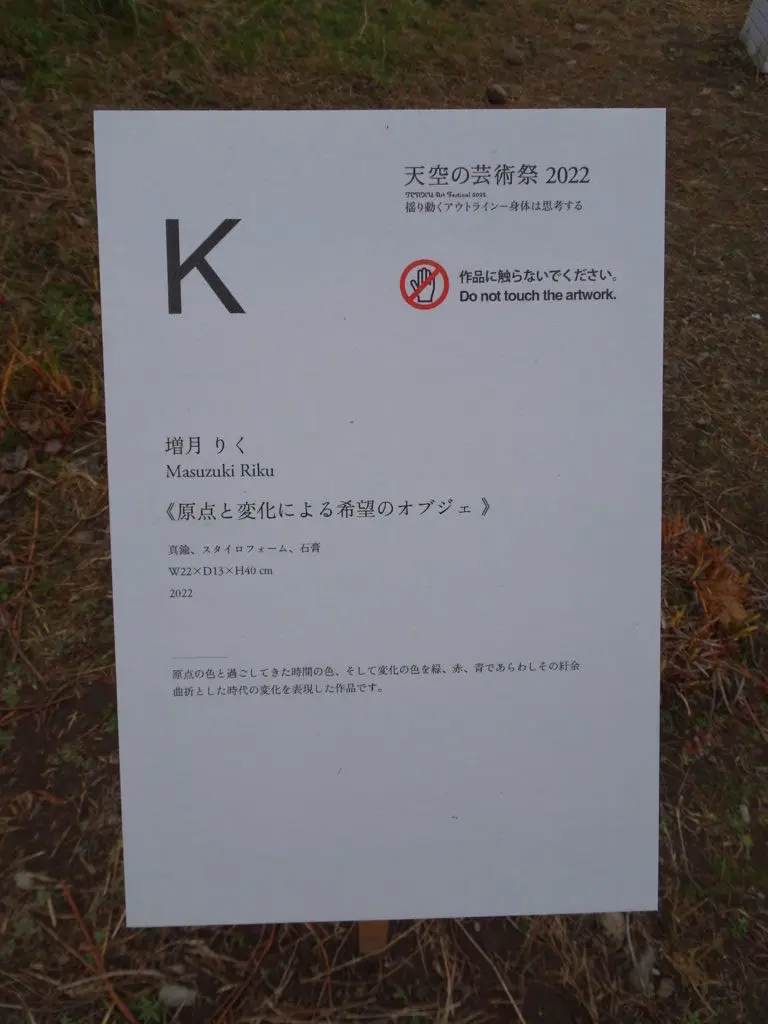 天空の芸術祭 2022
TENKU Art Festival 2022
揺り動くアウトラインー身体は思考する
K
作品に触らないでください。
Do not touch the artwork.
増月 りく
Masuzuki Riku
《原点と変化による希望のオブジェ 》
真鍮、スタイロフォーム、石膏
W22×D13×H40 cm
2022
原点の色と過ごしてきた時間の色、そして変化の色を緑、赤、青であらわしその紆余
曲折とした時代の変化を表現した作品です。